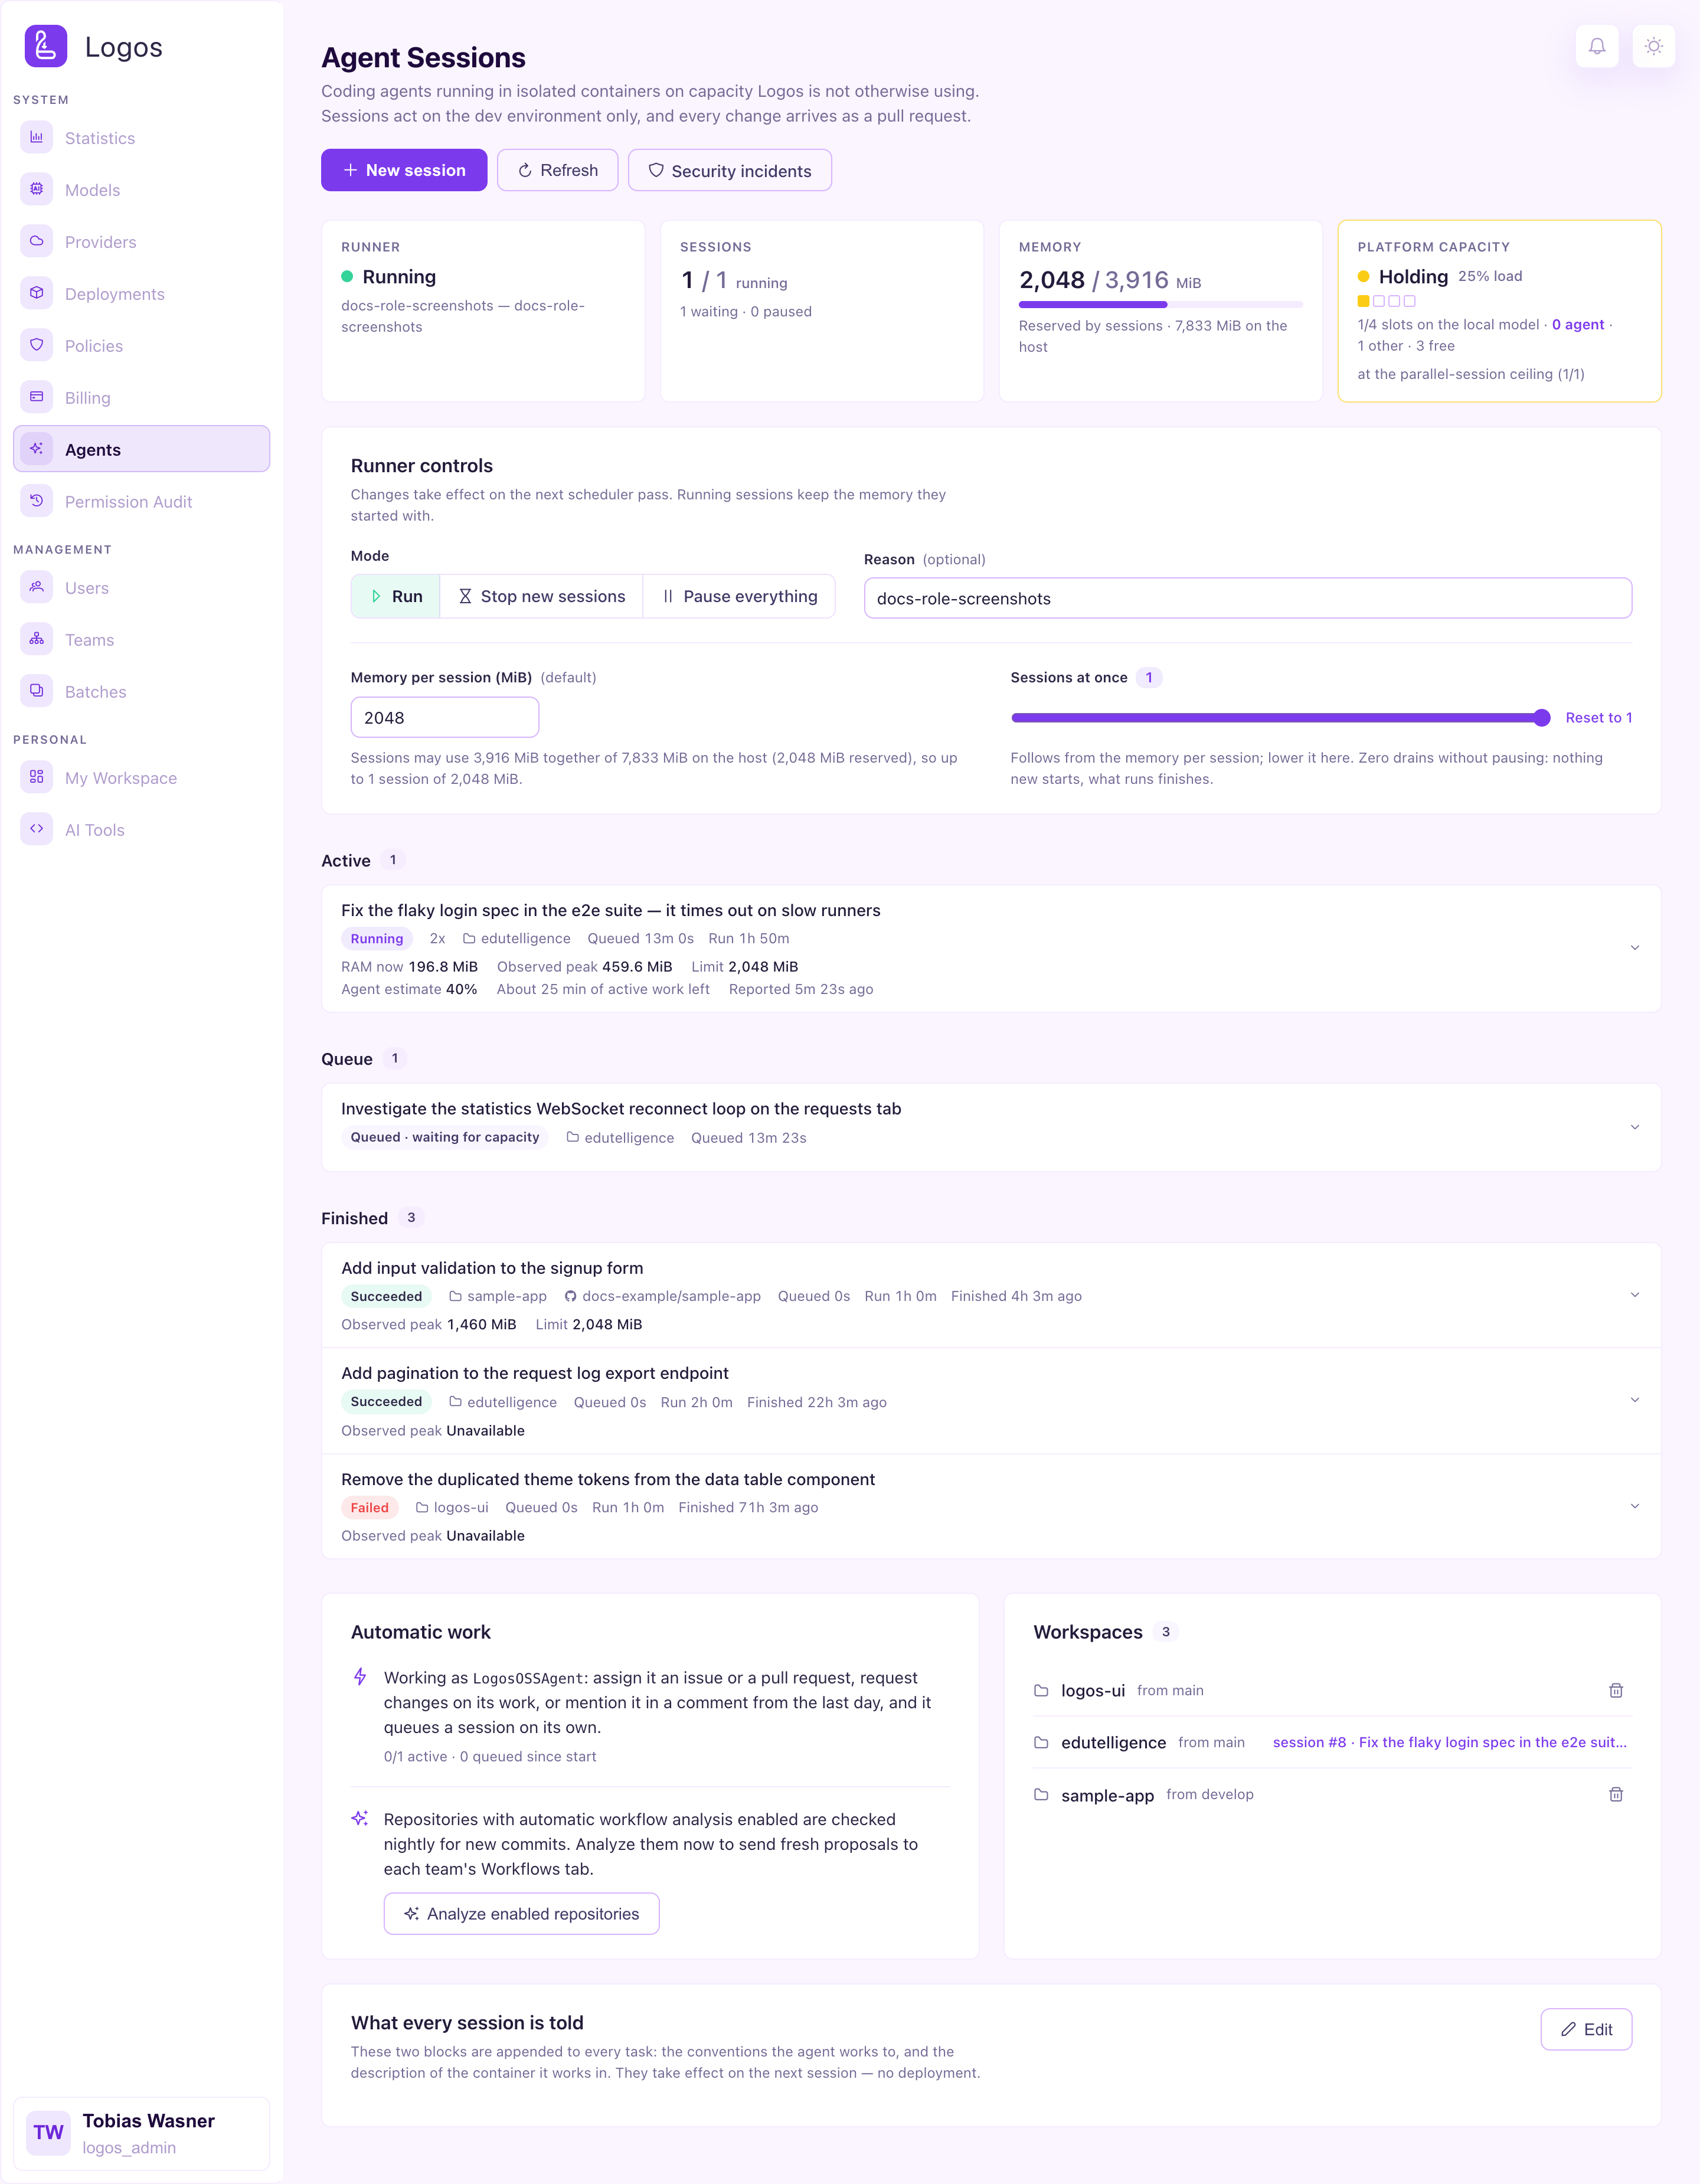 Logos
SYSTEM
Statistics
Models
Providers
Deployments
Policies
Billing
Agents
Permission Audit
MANAGEMENT
Users
Teams
Batches
PERSONAL
My Workspace
AI Tools
TW
Tobias Wasner
logos_admin
Agent Sessions
Coding agents running in isolated containers on capacity Logos is not otherwise using.
Sessions act on the dev environment only, and every change arrives as a pull request.
New session
Refresh
Security incidents
RUNNER
Running
docs-role-screenshots — docs-role-
screenshots
SESSIONS
1 / 1 running
1 waiting · 0 paused
MEMORY
2,048 / 3,916 MiB
Reserved by sessions · 7,833 MiB on the
host
PLATFORM CAPACITY
Holding 25% load
1/4 slots on the local model · 0 agent ·
1 other · 3 free
at the parallel-session ceiling (1/1)
Runner controls
Changes take effect on the next scheduler pass. Running sessions keep the memory they
started with.
Mode
Run
Stop new sessions
Pause everything
Reason (optional)
docs-role-screenshots
Memory per session (MiB) (default)
2048
Sessions may use 3,916 MiB together of 7,833 MiB on the host (2,048 MiB reserved), so up
to 1 session of 2,048 MiB.
Sessions at once 1
Reset to 1
Follows from the memory per session; lower it here. Zero drains without pausing: nothing
new starts, what runs finishes.
Active 1
Fix the flaky login spec in the e2e suite — it times out on slow runners
Running 2x edutelligence Queued 13m 0s Run 1h 50m
RAM now 196.8 MiB Observed peak 459.6 MiB Limit 2,048 MiB
Agent estimate 40% About 25 min of active work left Reported 5m 23s ago
Queue 1
Investigate the statistics WebSocket reconnect loop on the requests tab
Queued · waiting for capacity edutelligence Queued 13m 23s
Finished 3
Add input validation to the signup form
Succeeded sample-app docs-example/sample-app Queued 0s Run 1h 0m Finished 4h 3m ago
Observed peak 1,460 MiB Limit 2,048 MiB
Add pagination to the request log export endpoint
Succeeded edutelligence Queued 0s Run 2h 0m Finished 22h 3m ago
Observed peak Unavailable
Remove the duplicated theme tokens from the data table component
Failed logos-ui Queued 0s Run 1h 0m Finished 71h 3m ago
Observed peak Unavailable
Automatic work
Working as LogosOSSAgent: assign it an issue or a pull request, request
changes on its work, or mention it in a comment from the last day, and it
queues a session on its own.
0/1 active · 0 queued since start
Repositories with automatic workflow analysis enabled are checked
nightly for new commits. Analyze them now to send fresh proposals to
each team's Workflows tab.
Analyze enabled repositories
Workspaces 3
logos-ui from main
edutelligence from main session #8 · Fix the flaky login spec in the e2e suit...
sample-app from develop
What every session is told
These two blocks are appended to every task: the conventions the agent works to, and the
description of the container it works in. They take effect on the next session — no deployment.
Edit